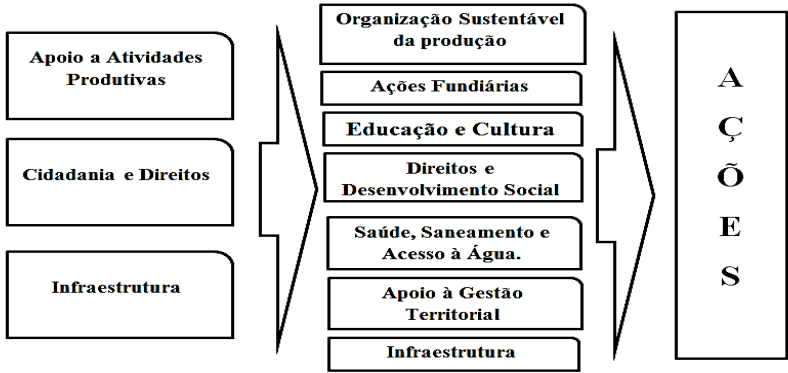 Apoio a Atividades
Produtivas
Cidadania e Direitos
Infraestrutura
Organização Sustentável
da produção
Ações Fundiárias
Educação e Cultura
Direitos e
Desenvolvimento Social
Saúde, Saneamento e
Acesso à Água.
Apoio à Gestão
Territorial
Infraestrutura
A
Ç
Õ
E
S